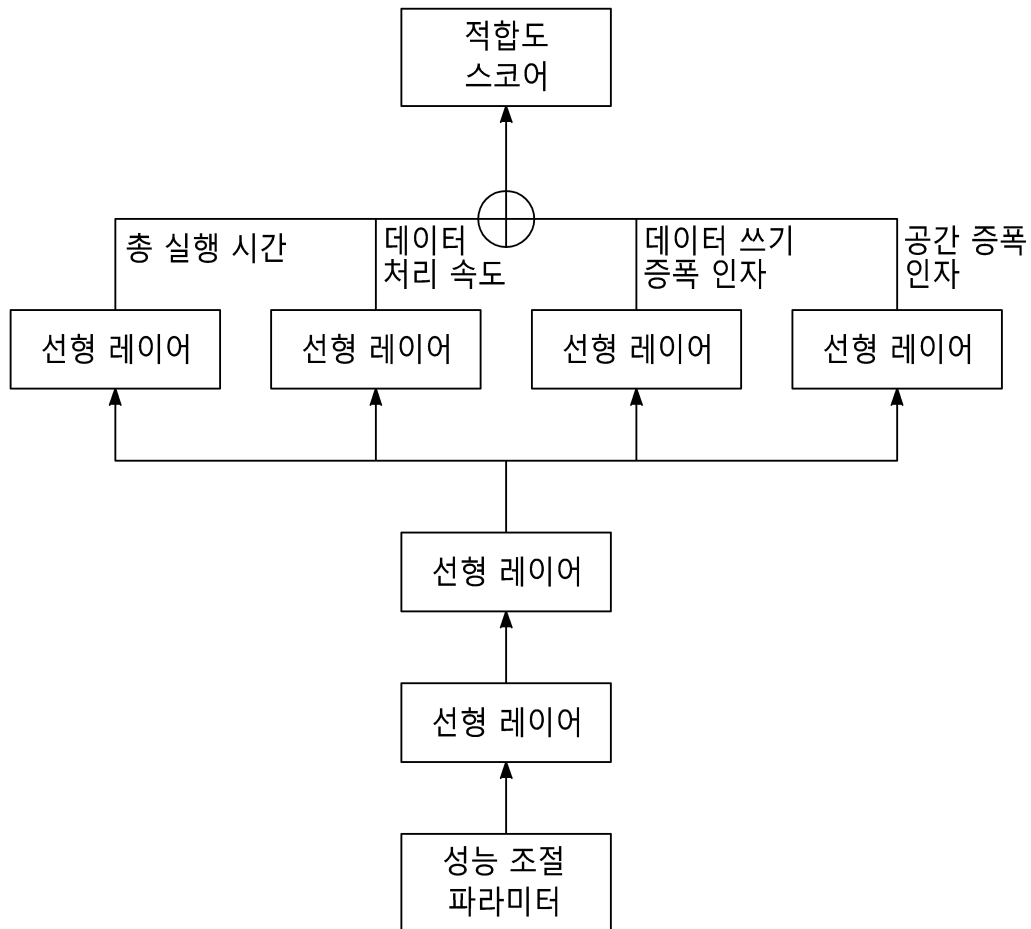 적합도
스코어
총 실행 시간
데이터
처리 속도
데이터 쓰기
증폭 인자
공간 증폭
인자
선형 레이어
선형 레이어
선형 레이어
선형 레이어
선형 레이어
선형 레이어
성능 조절
파라미터